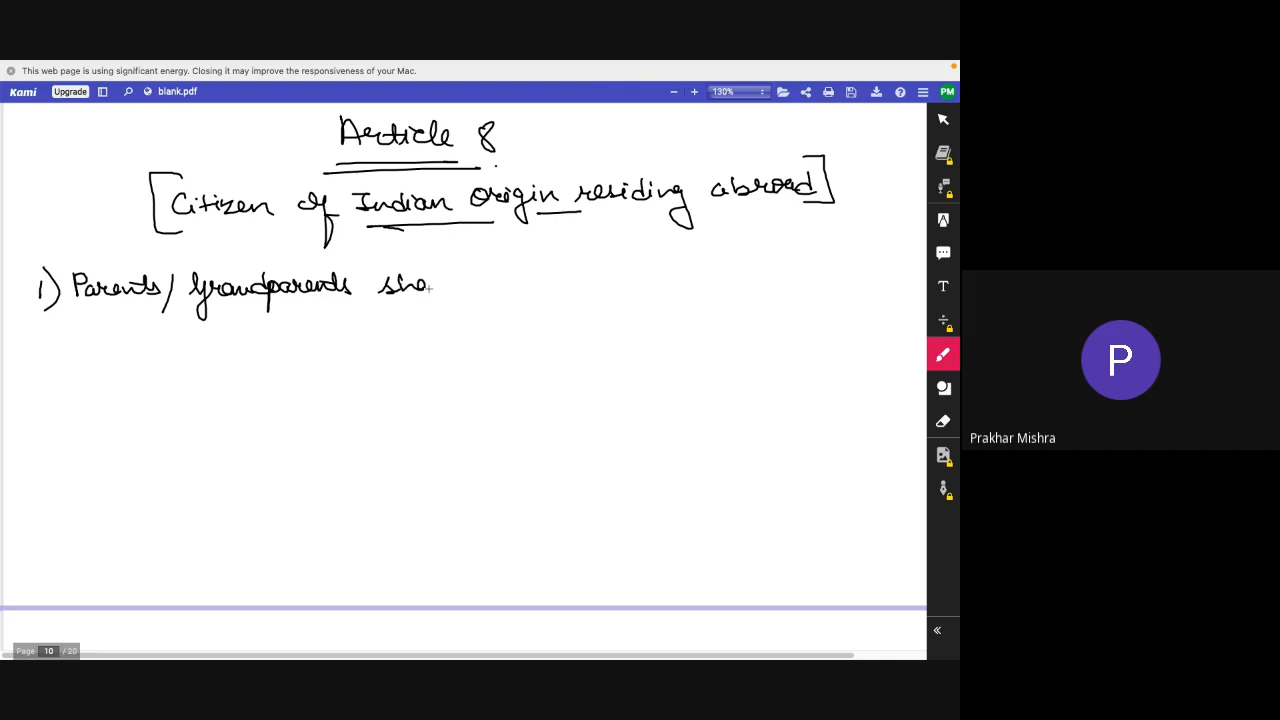 This web page is using significant energy. Closing it may improve the responsiveness of your Mac.
Kami Upgrade blank.pdf 130% PM
Article 8
[Citizen of Indian Origin residing abroad]
1) Parents/ Grandparents sho
P
Prakhar Mishra
Page 10 / 20